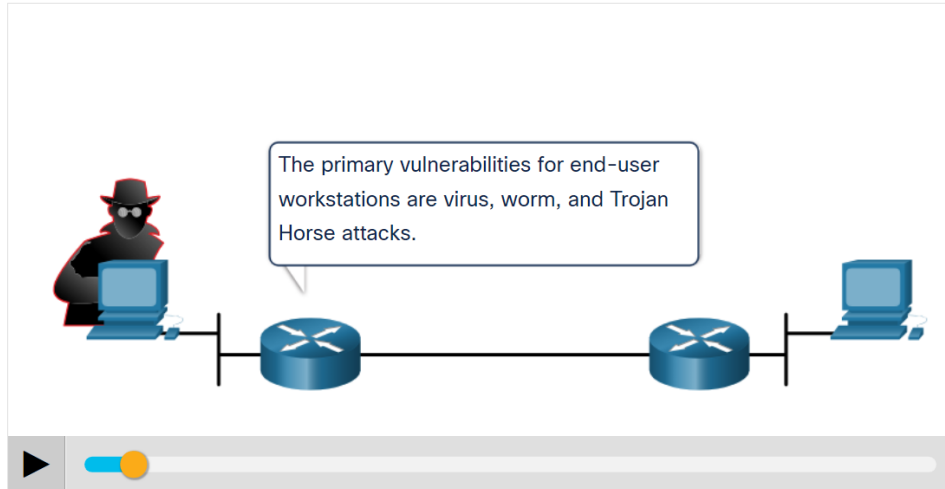 The primary vulnerabilities for end-user
workstations are virus, worm, and Trojan
Horse attacks.